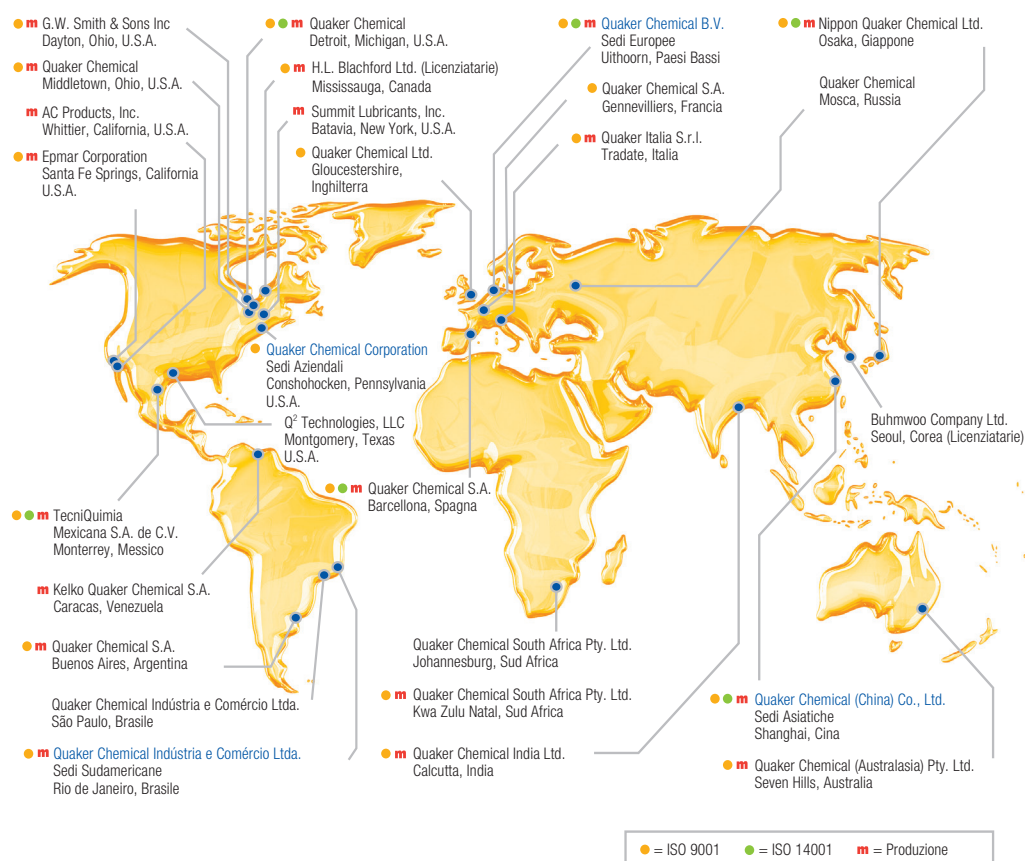 m G.W. Smith & Sons Inc
Dayton, Ohio, U.S.A.
m Quaker Chemical
Middletown, Ohio, U.S.A.
m AC Products, Inc.
Whittier, California, U.S.A.
m Epmar Corporation
Santa Fe Springs, California
U.S.A.
m Quaker Chemical
Detroit, Michigan, U.S.A.
m H.L. Blachford Ltd. (Licenziatarie)
Mississauga, Canada
m Summit Lubricants, Inc.
Batavia, New York, U.S.A.
Quaker Chemical Ltd.
Gloucestershire,
Inghilterra
m Quaker Chemical B.V.
Sedi Europee
Uithoorn, Paesi Bassi
Quaker Chemical S.A.
Gennevilliers, Francia
m Quaker Italia S.r.l.
Tradate, Italia
m Nippon Quaker Chemical Ltd.
Osaka, Giappone
Quaker Chemical
Mosca, Russia
Quaker Chemical Corporation
Sedi Aziendali
Conshohocken, Pennsylvania
U.S.A.
Q² Technologies, LLC
Montgomery, Texas
U.S.A.
Buhmwoo Company Ltd.
Seoul, Corea (Licenziatarie)
m Quaker Chemical S.A.
Barcellona, Spagna
m TecniQuimia
Mexicana S.A. de C.V.
Monterrey, Messico
m Kelko Quaker Chemical S.A.
Caracas, Venezuela
m Quaker Chemical S.A.
Buenos Aires, Argentina
Quaker Chemical Indústria e Comércio Ltda.
São Paulo, Brasile
m Quaker Chemical Indústria e Comércio Ltda.
Sedi Sudamericane
Rio de Janeiro, Brasile
Quaker Chemical South Africa Pty. Ltd.
Johannesburg, Sud Africa
m Quaker Chemical South Africa Pty. Ltd.
Kwa Zulu Natal, Sud Africa
m Quaker Chemical India Ltd.
Calcutta, India
m Quaker Chemical (China) Co., Ltd.
Sedi Asiatiche
Shanghai, Cina
m Quaker Chemical (Australasia) Pty. Ltd.
Seven Hills, Australia
= ISO 9001 = ISO 14001 m = Produzione